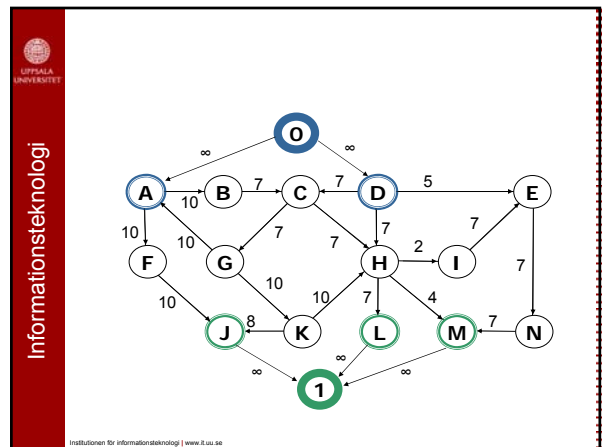 UPPSALA
UNIVERSITET
Informationsteknologi
0
∞ ∞
A 10 B 7 C 7 D 5 E
10 10 7 7 7 7
F G H 2 I 7
10 10 10 7 4
J 8 K L M 7 N
∞ ∞ ∞
1
Institutionen för informationsteknologi | www.it.uu.se